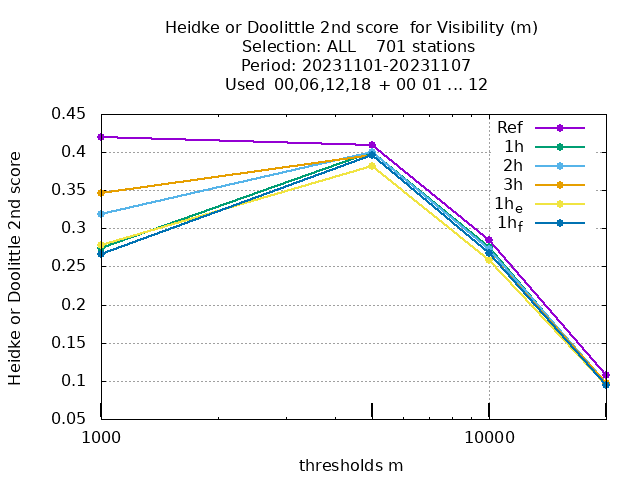 Heidke or Doolittle 2nd score  for Visibility (m)
Selection: ALL    701 stations
Period: 20231101-20231107
Used  00,06,12,18 + 00 01 ... 12
Heidke or Doolittle 2nd score
0.45
0.4
0.35
0.3
0.25
0.2
0.15
0.1
0.05
Ref
1h
2h
3h
1he
1hf
1000
10000
thresholds m